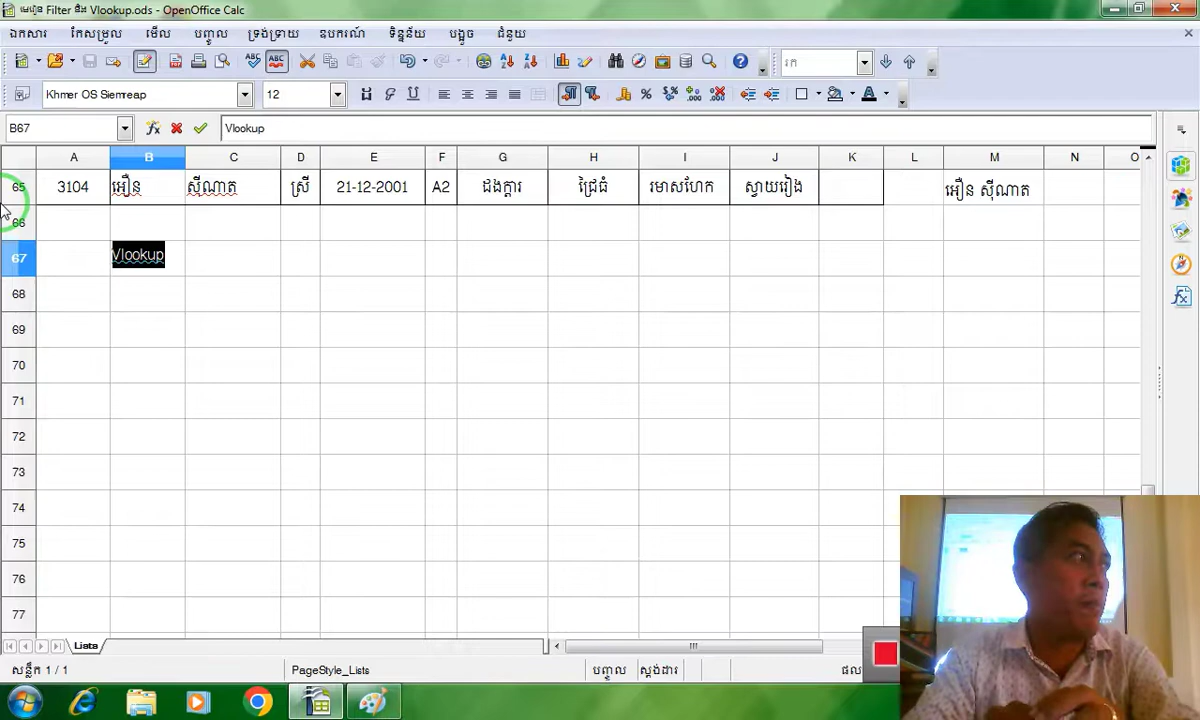 មេរៀន Filter និង Vlookup.ods - OpenOffice Calc
ឯកសារ កែសម្រួល មើល បញ្ចូល ទ្រង់ទ្រាយ ឧបករណ៍ ទិន្នន័យ បង្អួច ជំនួយ
រក
Khmer OS Siemreap 12
B67 Vlookup
A B C D E F G H I J K L M N O
65 3104 អឿន ស៊ីណាត ស្រី 21-12-2001 A2 ដងក្ដារ ជ្រៃធំ រមាសហែក ស្វាយរៀង អឿន ស៊ីណាត
66
67 Vlookup
68
69
70
71
72
73
74
75
76
77
Lists
សន្លឹក 1 / 1 PageStyle_Lists បញ្ចូល ស្តង់ដារ ផល